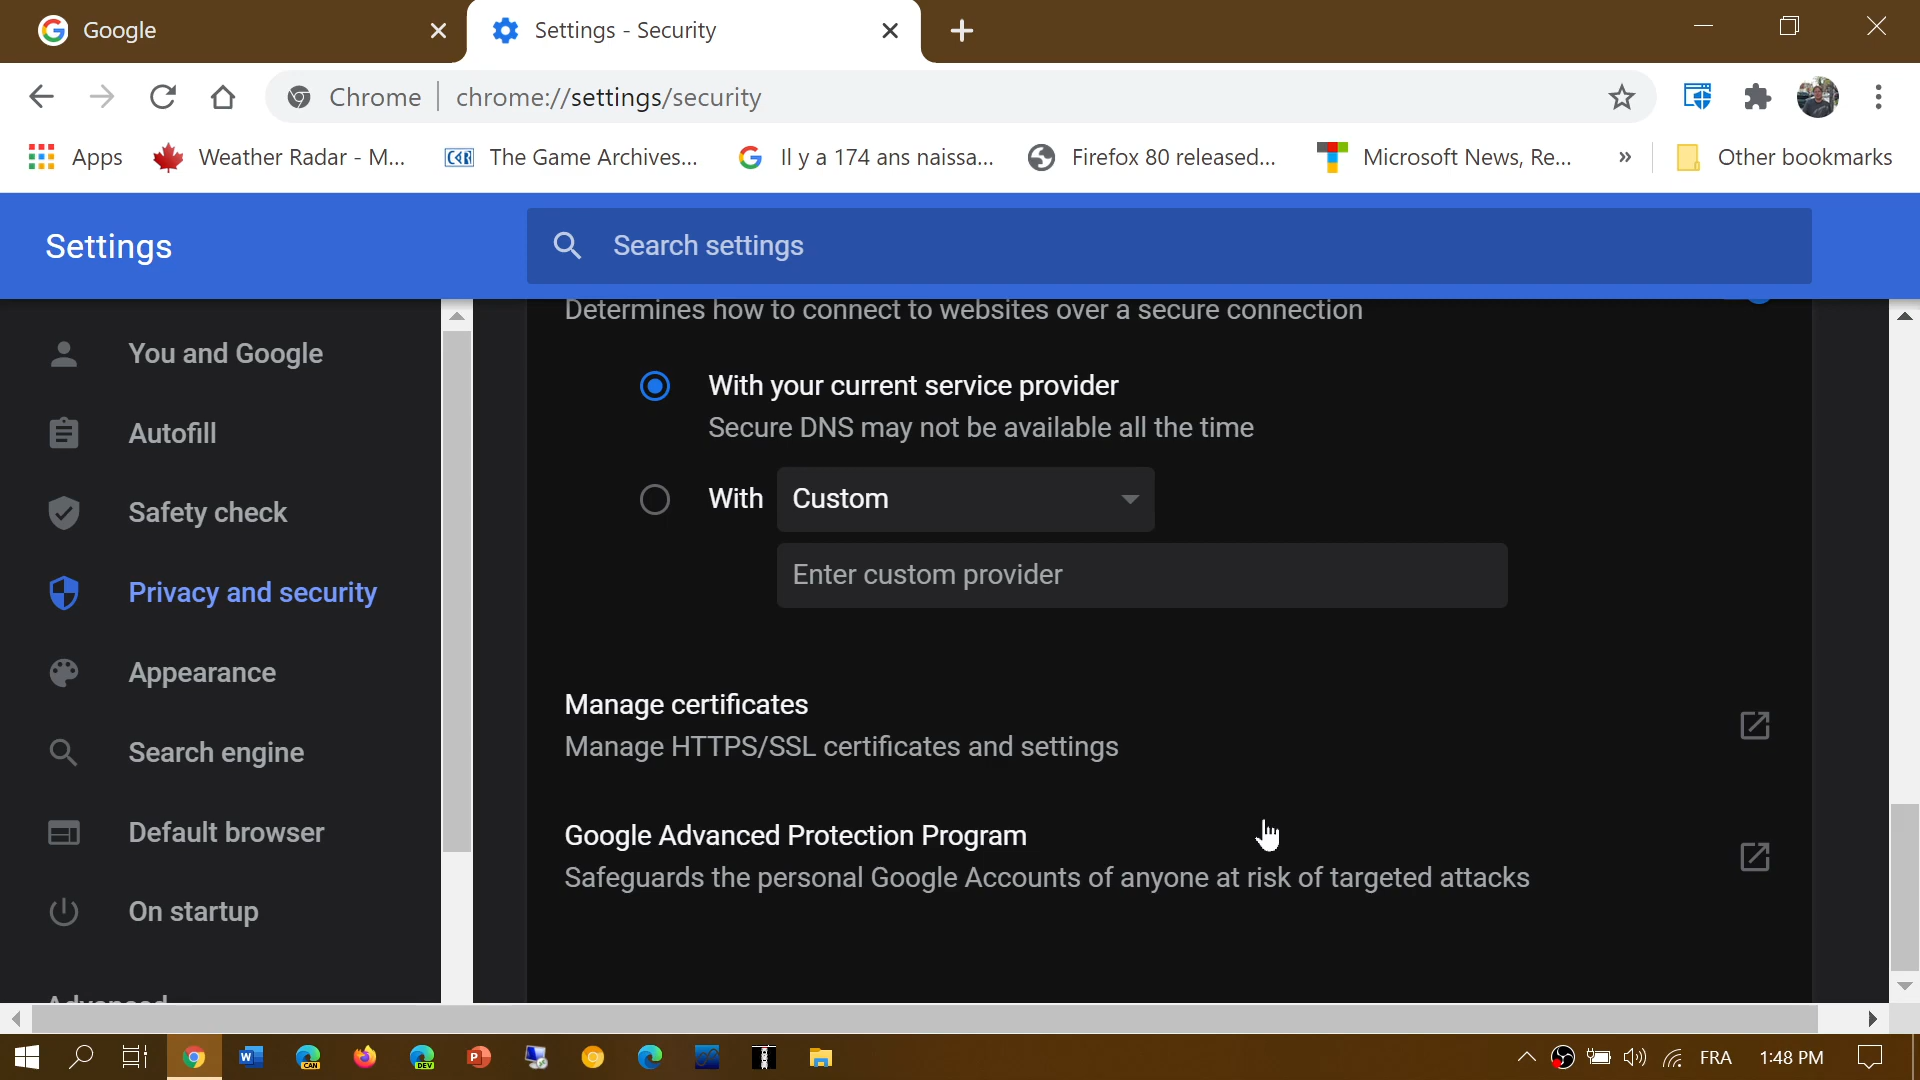 Google
Settings - Security
Chrome
chrome://settings/security
Apps
Weather Radar - M...
The Game Archives...
Il y a 174 ans naissa...
Firefox 80 released...
Microsoft News, Re...
»
Other bookmarks
Settings
Search settings
You and Google
Autofill
Safety check
Privacy and security
Appearance
Search engine
Default browser
On startup
Advanced
Determines how to connect to websites over a secure connection
With your current service provider
Secure DNS may not be available all the time
With Custom
Enter custom provider
Manage certificates
Manage HTTPS/SSL certificates and settings
Google Advanced Protection Program
Safeguards the personal Google Accounts of anyone at risk of targeted attacks
CAN
DEV
FRA
1:48 PM